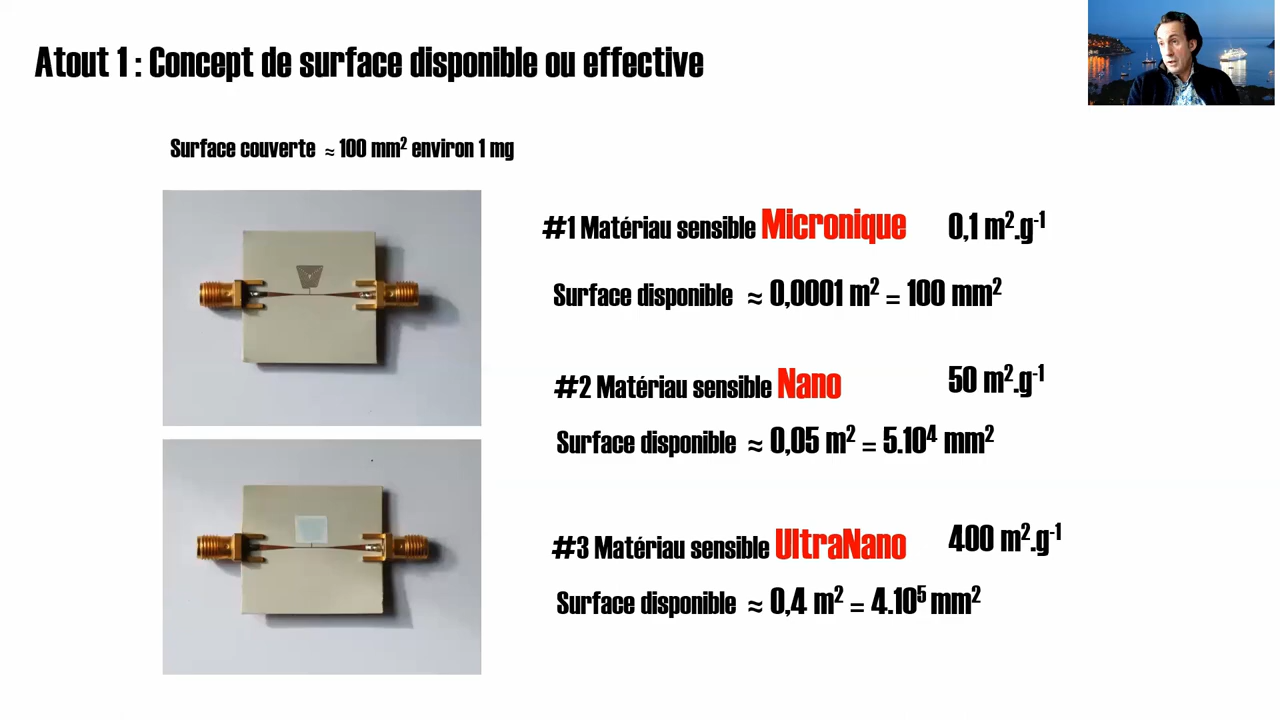 Atout 1 : Concept de surface disponible ou effective
Surface couverte ≈ 100 mm² environ 1 mg
#1 Matériau sensible Micronique 0,1 m².g⁻¹
Surface disponible ≈ 0,0001 m² = 100 mm²
#2 Matériau sensible Nano 50 m².g⁻¹
Surface disponible ≈ 0,05 m² = 5.10⁴ mm²
#3 Matériau sensible UltraNano 400 m².g⁻¹
Surface disponible ≈ 0,4 m² = 4.10⁵ mm²